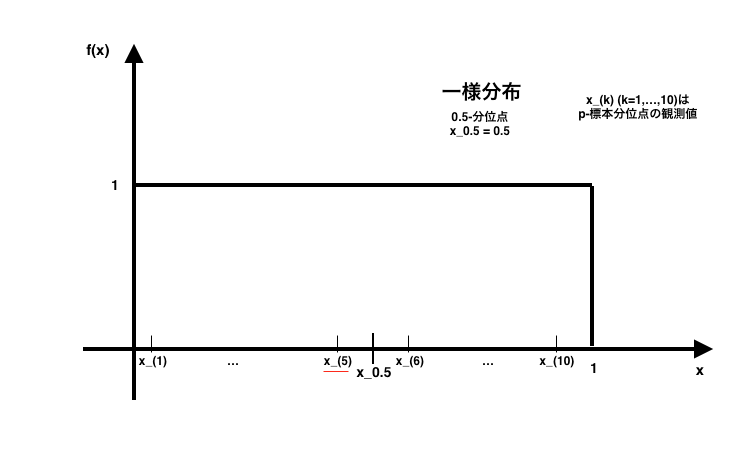 f(x)
一様分布
0.5-分位点
x_0.5 = 0.5
x_(k) (k=1,...,10)は
p-標本分位点の観測値
1
x_(1)
...
x_(5)
x_0.5
x_(6)
...
x_(10)
1
x